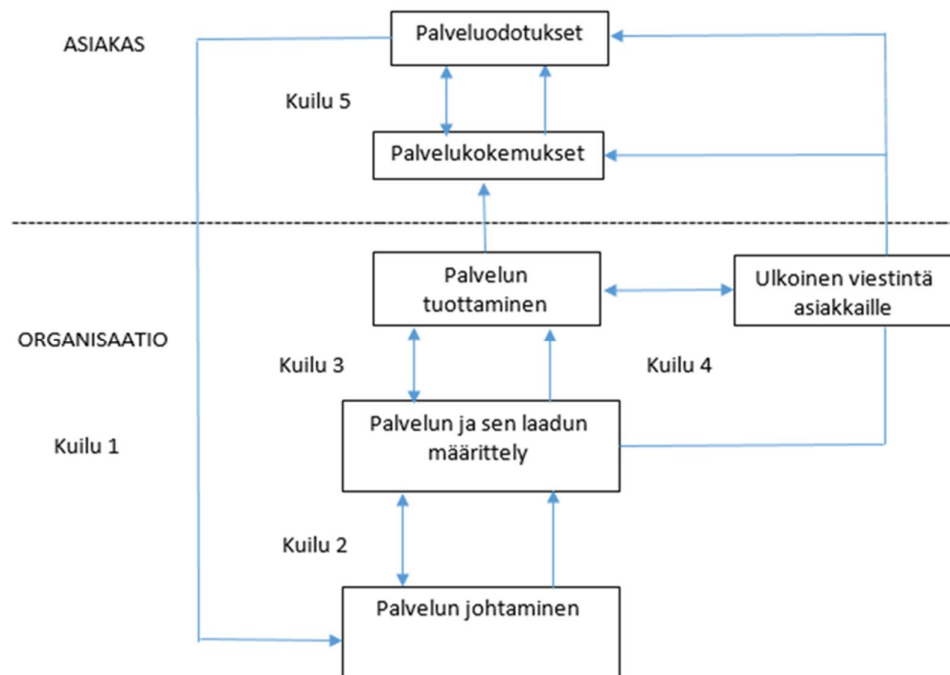 Palveluodotukset
ASIAKAS
Kuilu 5
Palvelukokemukset
Palvelun
tuottaminen
Ulkoinen viestintä
asiakkaille
ORGANISAATIO
Kuilu 3
Kuilu 4
Palvelun ja sen laadun
määrittely
Kuilu 1
Kuilu 2
Palvelun johtaminen